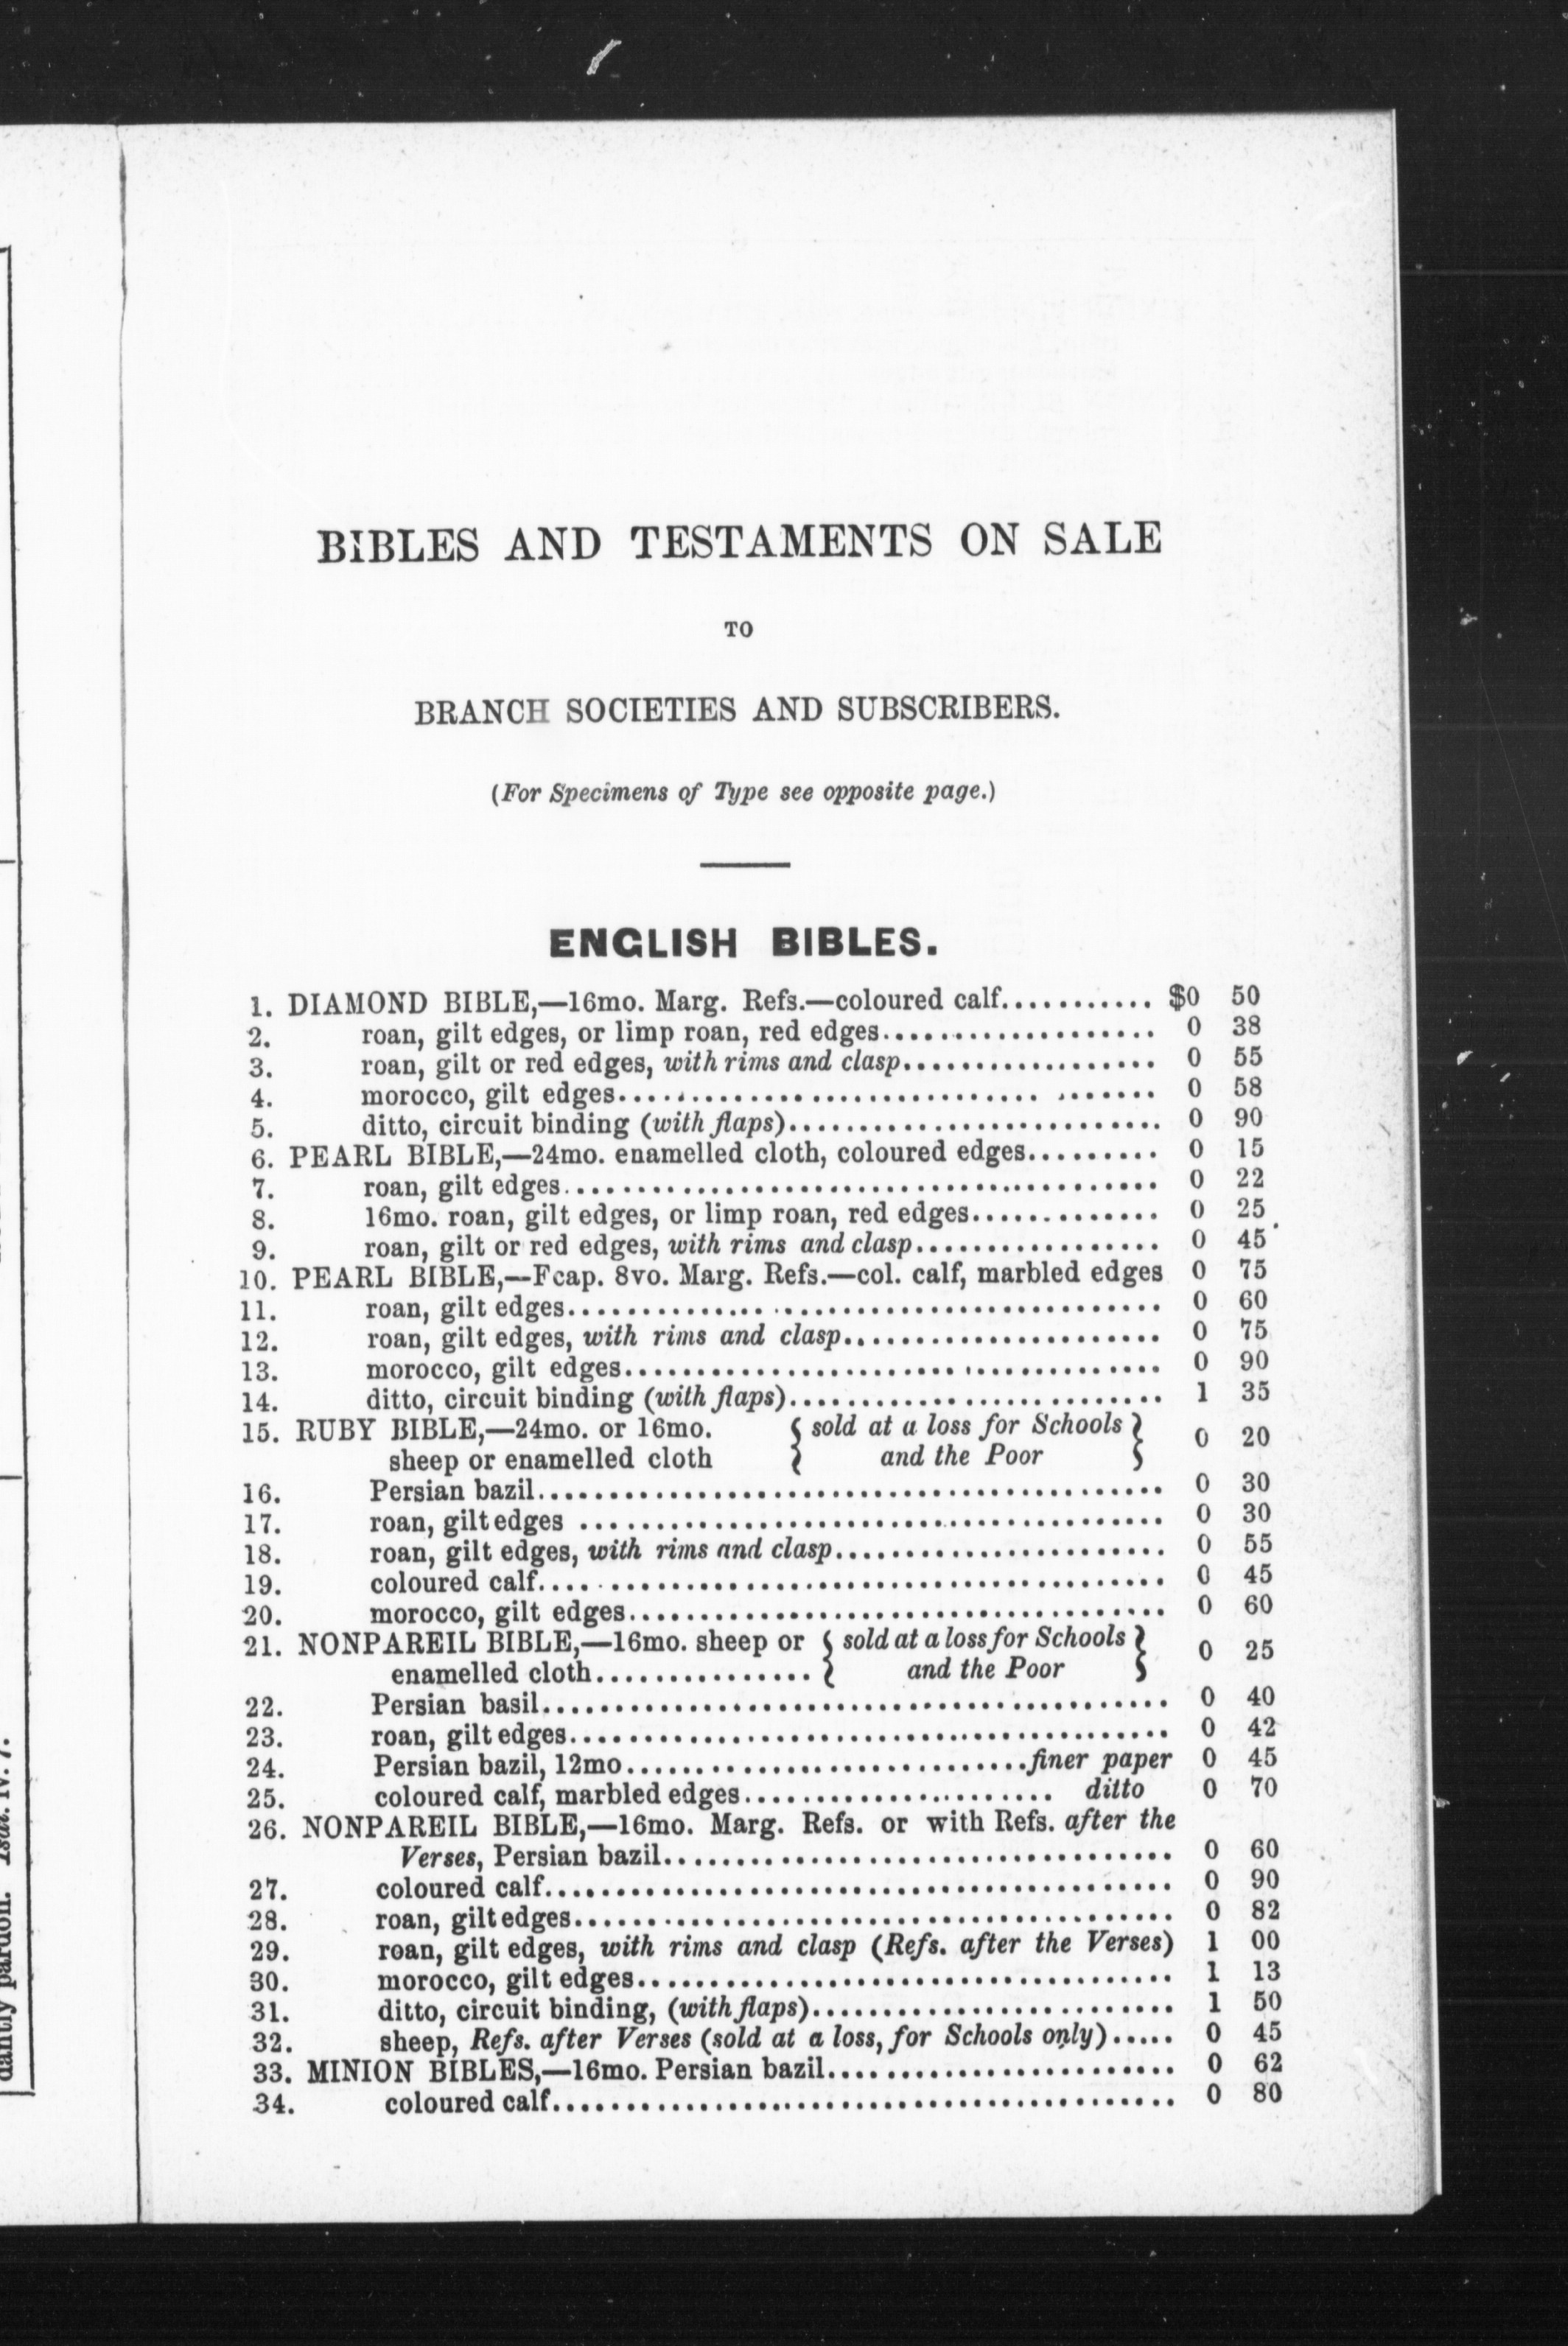 BIBLES AND TESTAMENTS ON SALE
TO
BRANCH SOCIETIES AND SUBSCRIBERS.
(For Specimens of Type see opposite page.)
ENGLISH BIBLES.
1. DIAMOND BIBLE,—16mo. Marg. Refs.—coloured calf........... $0 50
2. roan, gilt edges, or limp roan, red edges................... 0 38
3. roan, gilt or red edges, with rims and clasp.................. 0 55
4. morocco, gilt edges...................................... 0 58
5. ditto, circuit binding (with flaps).......................... 0 90
6. PEARL BIBLE,—24mo. enamelled cloth, coloured edges......... 0 15
7. roan, gilt edges.......................................... 0 22
8. 16mo. roan, gilt edges, or limp roan, red edges............. 0 25
9. roan, gilt or red edges, with rims and clasp................. 0 45
10. PEARL BIBLE,—Fcap. 8vo. Marg. Refs.—col. calf, marbled edges 0 75
11. roan, gilt edges.......................................... 0 60
12. roan, gilt edges, with rims and clasp...................... 0 75
13. morocco, gilt edges...................................... 0 90
14. ditto, circuit binding (with flaps).......................... 1 35
15. RUBY BIBLE,—24mo. or 16mo. { sold at a loss for Schools }
sheep or enamelled cloth { and the Poor } 0 20
16. Persian bazil............................................ 0 30
17. roan, gilt edges ......................................... 0 30
18. roan, gilt edges, with rims and clasp....................... 0 55
19. coloured calf............................................ 0 45
20. morocco, gilt edges...................................... 0 60
21. NONPAREIL BIBLE,—16mo. sheep or { sold at a loss for Schools }
enamelled cloth............... { and the Poor } 0 25
22. Persian basil............................................ 0 40
23. roan, gilt edges.......................................... 0 42
24. Persian bazil, 12mo............................finer paper 0 45
25. coloured calf, marbled edges...................... ditto 0 70
26. NONPAREIL BIBLE,—16mo. Marg. Refs. or with Refs. after the
Verses, Persian bazil.................................... 0 60
27. coloured calf............................................ 0 90
28. roan, gilt edges.......................................... 0 82
29. roan, gilt edges, with rims and clasp (Refs. after the Verses) 1 00
30. morocco, gilt edges...................................... 1 13
31. ditto, circuit binding, (with flaps)......................... 1 50
32. sheep, Refs. after Verses (sold at a loss, for Schools only)..... 0 45
33. MINION BIBLES,—16mo. Persian bazil........................ 0 62
34. coloured calf............................................ 0 80
dantly pardon. Isai. lv. 7.